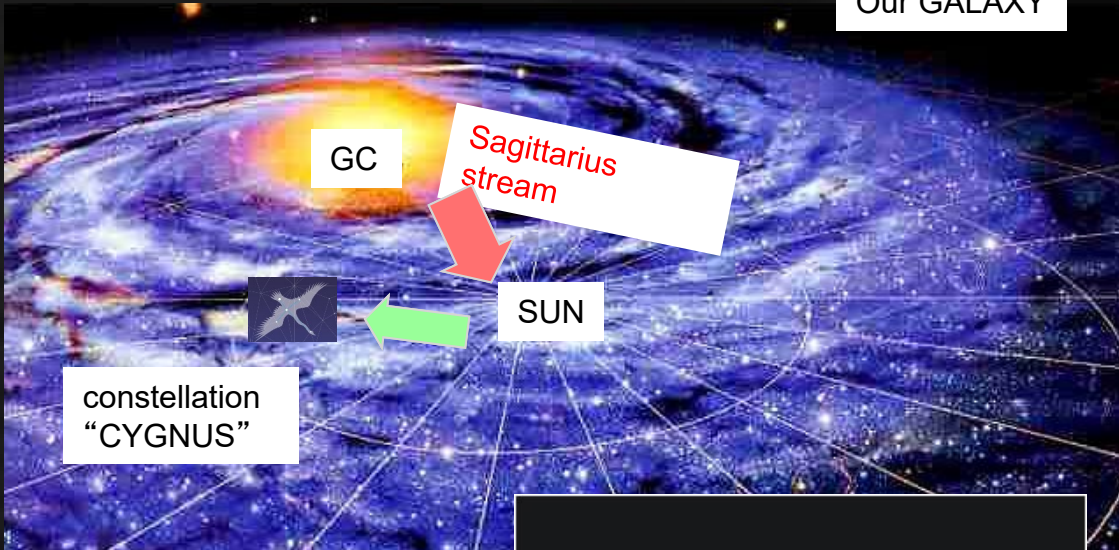 Our GALAXY
Sagittarius
stream
GC
SUN
constellation
“CYGNUS”